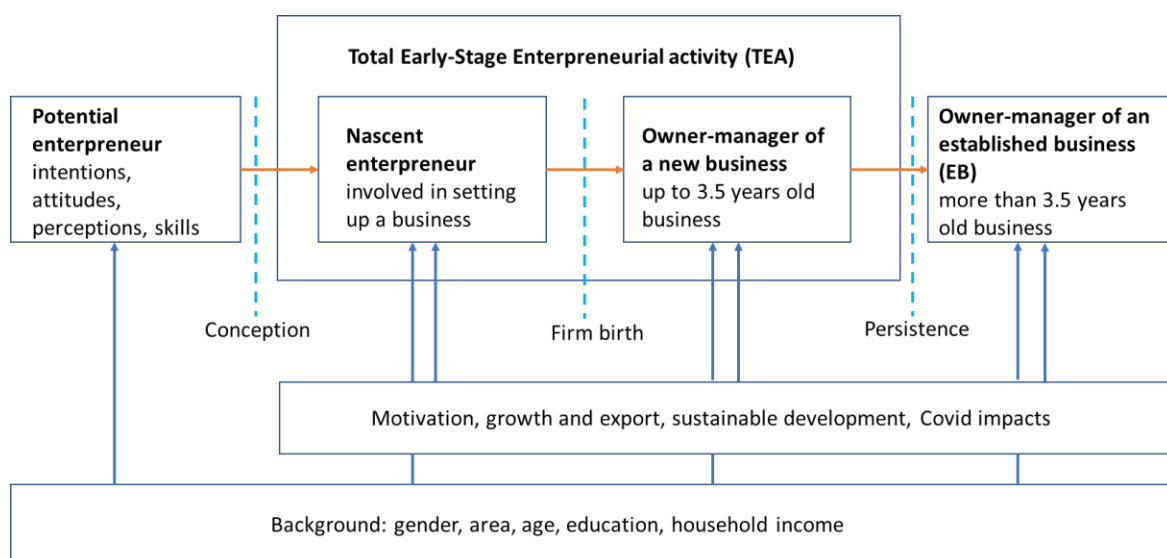 Total Early-Stage Enterpreneurial activity (TEA)
Potential
enterpreneur
intentions,
attitudes,
perceptions, skills
Nascent
enterpreneur
involved in setting
up a business
Owner-manager of
a new business
up to 3.5 years old
business
Owner-manager of an
established business
(EB)
more than 3.5 years
old business
Conception
Firm birth
Persistence
Motivation, growth and export, sustainable development, Covid impacts
Background: gender, area, age, education, household income